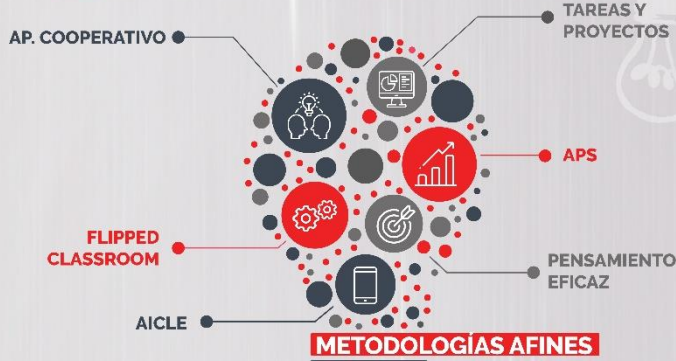 AP. COOPERATIVO
TAREAS Y
PROYECTOS
APS
FLIPPED
CLASSROOM
PENSAMIENTO
EFICAZ
AICLE
METODOLOGÍAS AFINES